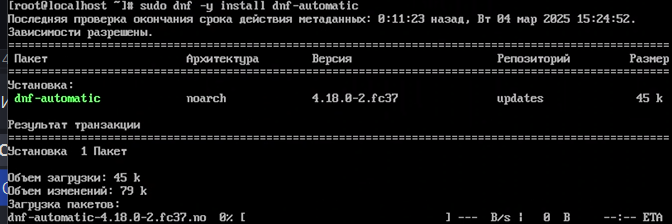 [root@localhost ~]# sudo dnf -y install dnf-automatic
Последняя проверка окончания срока действия метаданных: 0:11:23 назад, Вт 04 мар 2025 15:24:52.
Зависимости разрешены.
Пакет Архитектура Версия Репозиторий Размер
Установка:
dnf-automatic noarch 4.18.0-2.fc37 updates 45 k
Результат транзакции
Установка 1 Пакет
Объем загрузки: 45 k
Объем изменений: 79 k
Загрузка пакетов:
dnf-automatic-4.18.0-2.fc37.no 0% [ ] --- B/s | 0 B --:-- ETA